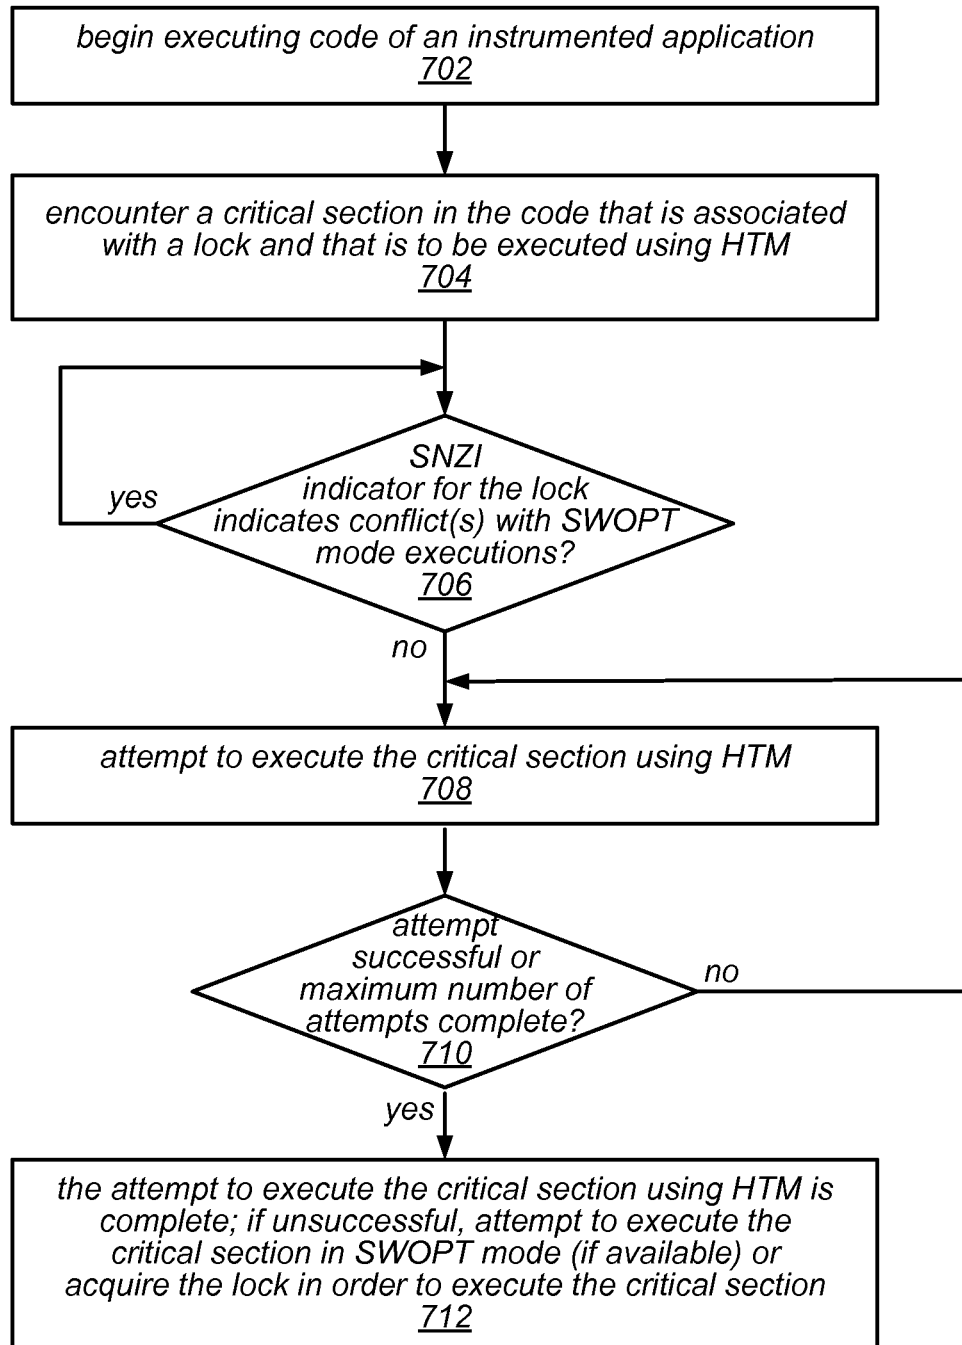 begin executing code of an instrumented application
702
encounter a critical section in the code that is associated
with a lock and that is to be executed using HTM
704
SNZI
indicator for the lock
indicates conflict(s) with SWOPT
mode executions?
706
yes
no
attempt to execute the critical section using HTM
708
attempt
successful or
maximum number of
attempts complete?
710
no
yes
the attempt to execute the critical section using HTM is
complete; if unsuccessful, attempt to execute the
critical section in SWOPT mode (if available) or
acquire the lock in order to execute the critical section
712